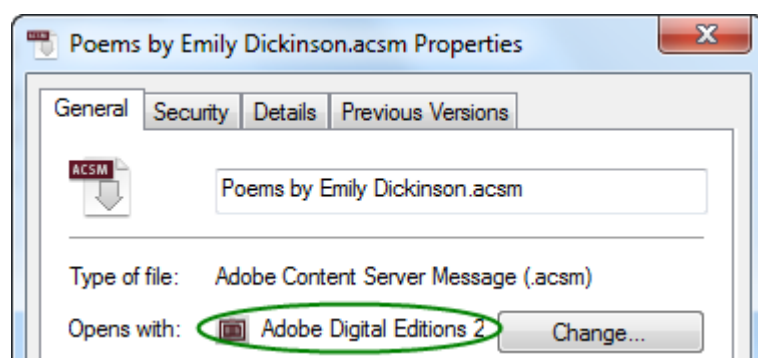 Poems by Emily Dickinson.acsm Properties
General Security Details Previous Versions
ACSM
Poems by Emily Dickinson.acsm
Type of file: Adobe Content Server Message (.acsm)
Opens with: Adobe Digital Editions 2 Change...